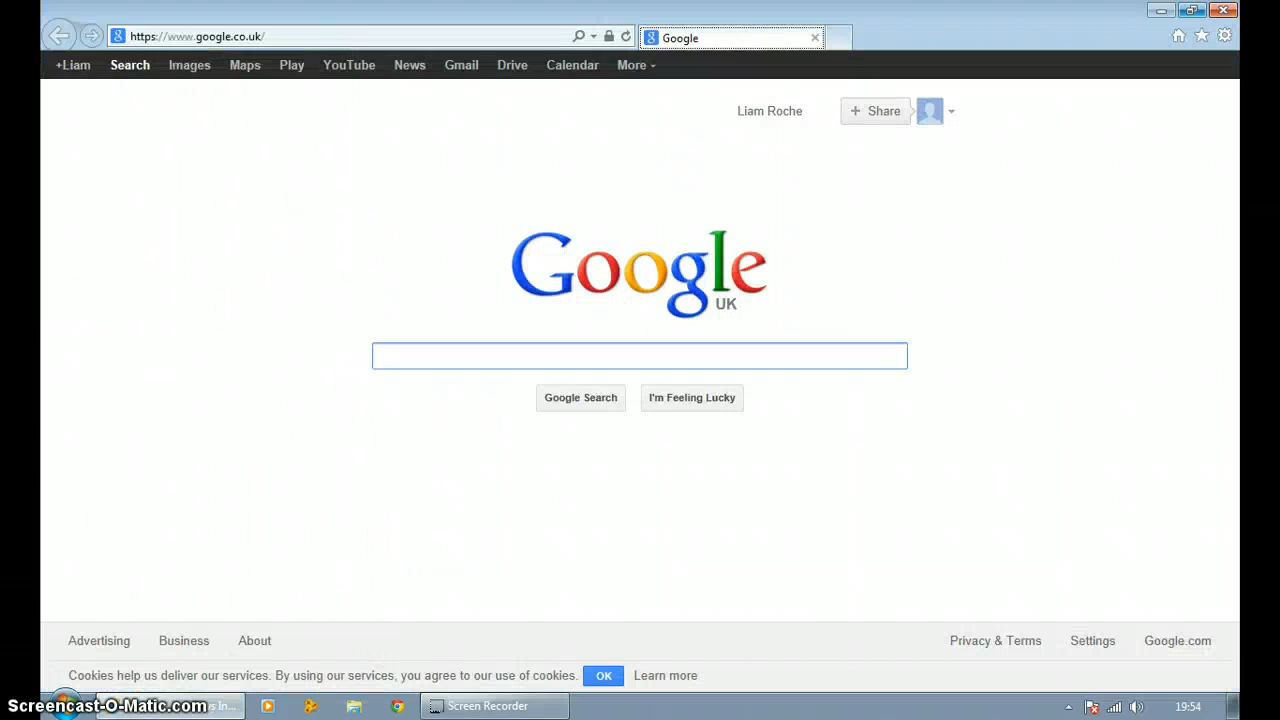 https://www.google.co.uk/
Google
+Liam Search Images Maps Play YouTube News Gmail Drive Calendar More
Liam Roche
+ Share
Google
UK
Google Search I'm Feeling Lucky
Advertising Business About Privacy & Terms Settings Google.com
Cookies help us deliver our services. By using our services, you agree to our use of cookies. OK Learn more
Screencast-O-Matic.com
Screen Recorder
19:54